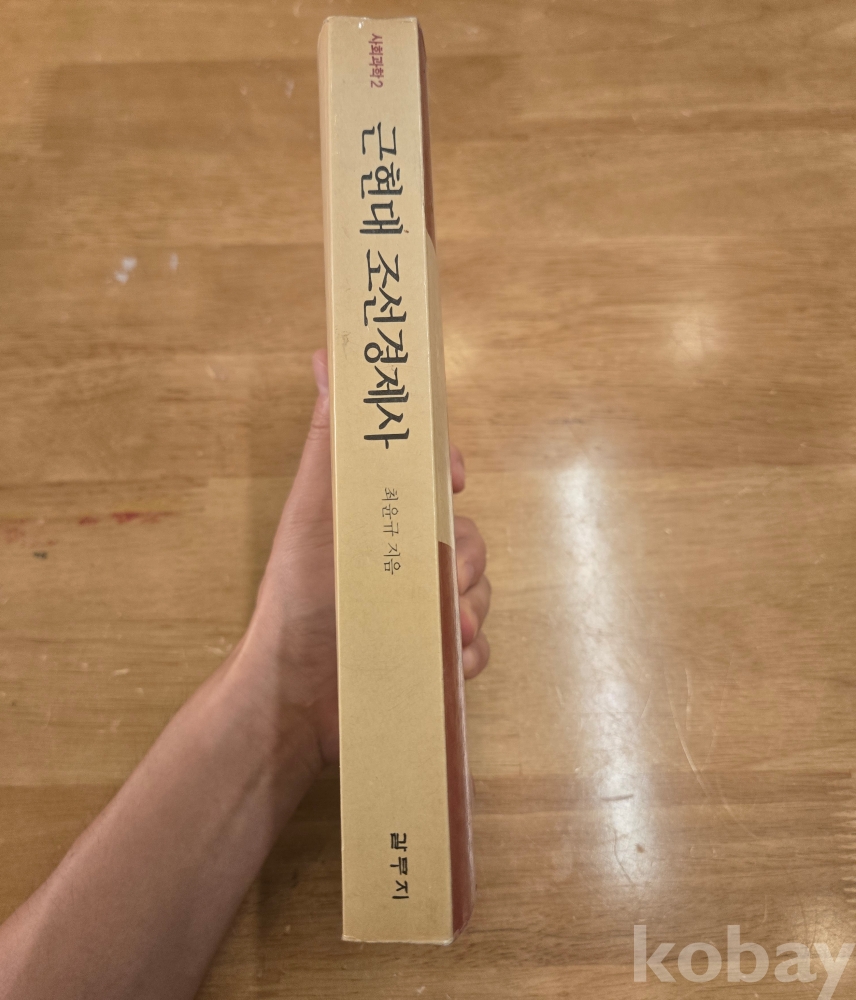 사회과학 2
근현대 조선경제사
최윤규 지음
갈무지
kobay